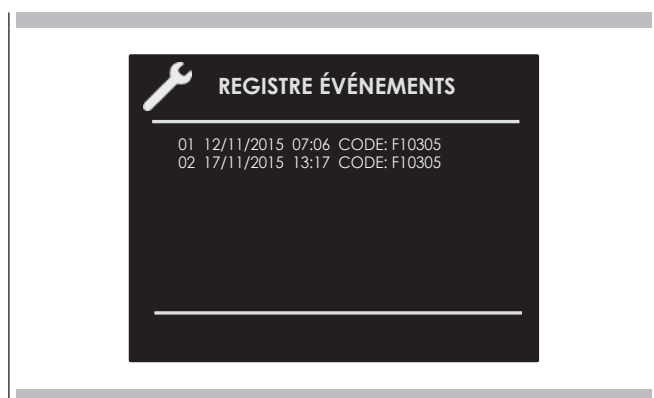 REGISTRE ÉVÉNEMENTS
01 12/11/2015 07:06 CODE: F10305
02 17/11/2015 13:17 CODE: F10305